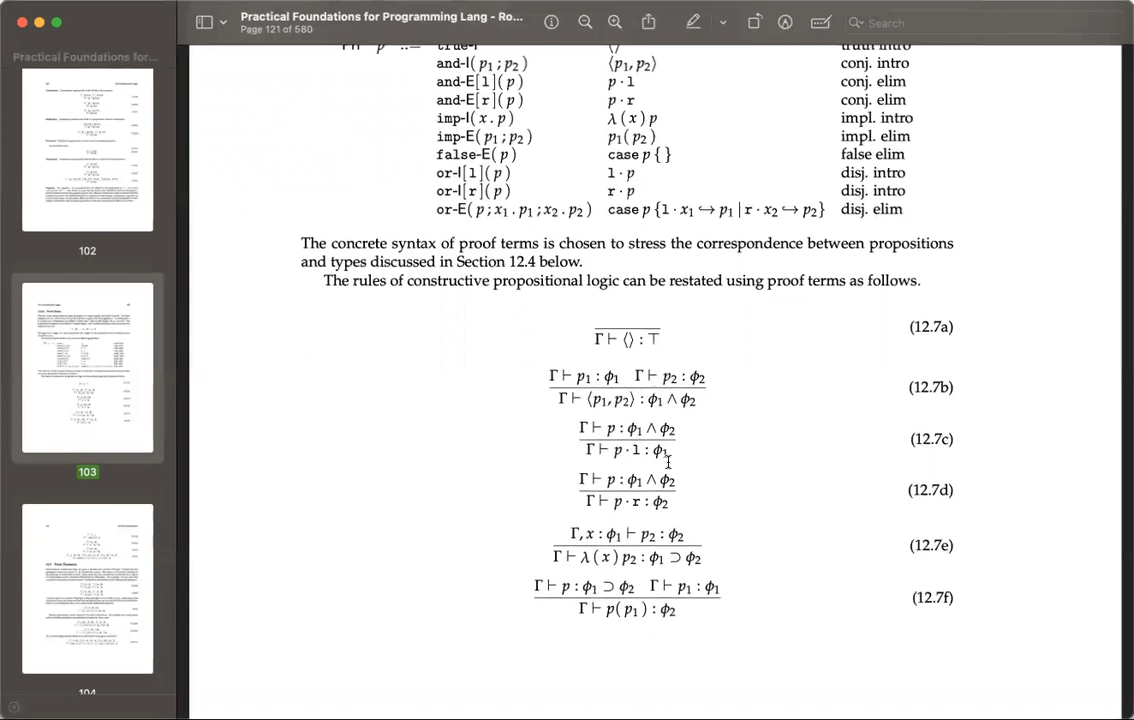 Practical Foundations for Programming Lang - Ro...
Page 121 of 580
Search
Practical Foundations for...
102
103
104
true-I ⟨⟩ truth intro
and-I(p₁;p₂) ⟨p₁,p₂⟩ conj. intro
and-E[l](p) p·l conj. elim
and-E[r](p) p·r conj. elim
imp-I(x.p) λ(x)p impl. intro
imp-E(p₁;p₂) p₁(p₂) impl. elim
false-E(p) case p{} false elim
or-I[l](p) l·p disj. intro
or-I[r](p) r·p disj. intro
or-E(p;x₁.p₁;x₂.p₂) case p{l·x₁ ↪ p₁ | r·x₂ ↪ p₂} disj. elim
The concrete syntax of proof terms is chosen to stress the correspondence between propositions
and types discussed in Section 12.4 below.
The rules of constructive propositional logic can be restated using proof terms as follows.
Γ ⊢ ⟨⟩ : ⊤ (12.7a)
Γ ⊢ p₁ : ϕ₁ Γ ⊢ p₂ : ϕ₂
Γ ⊢ ⟨p₁,p₂⟩ : ϕ₁ ∧ ϕ₂ (12.7b)
Γ ⊢ p : ϕ₁ ∧ ϕ₂
Γ ⊢ p·l : ϕ₁ (12.7c)
Γ ⊢ p : ϕ₁ ∧ ϕ₂
Γ ⊢ p·r : ϕ₂ (12.7d)
Γ, x : ϕ₁ ⊢ p₂ : ϕ₂
Γ ⊢ λ(x)p₂ : ϕ₁ ⊃ ϕ₂ (12.7e)
Γ ⊢ p : ϕ₁ ⊃ ϕ₂ Γ ⊢ p₁ : ϕ₁
Γ ⊢ p(p₁) : ϕ₂ (12.7f)